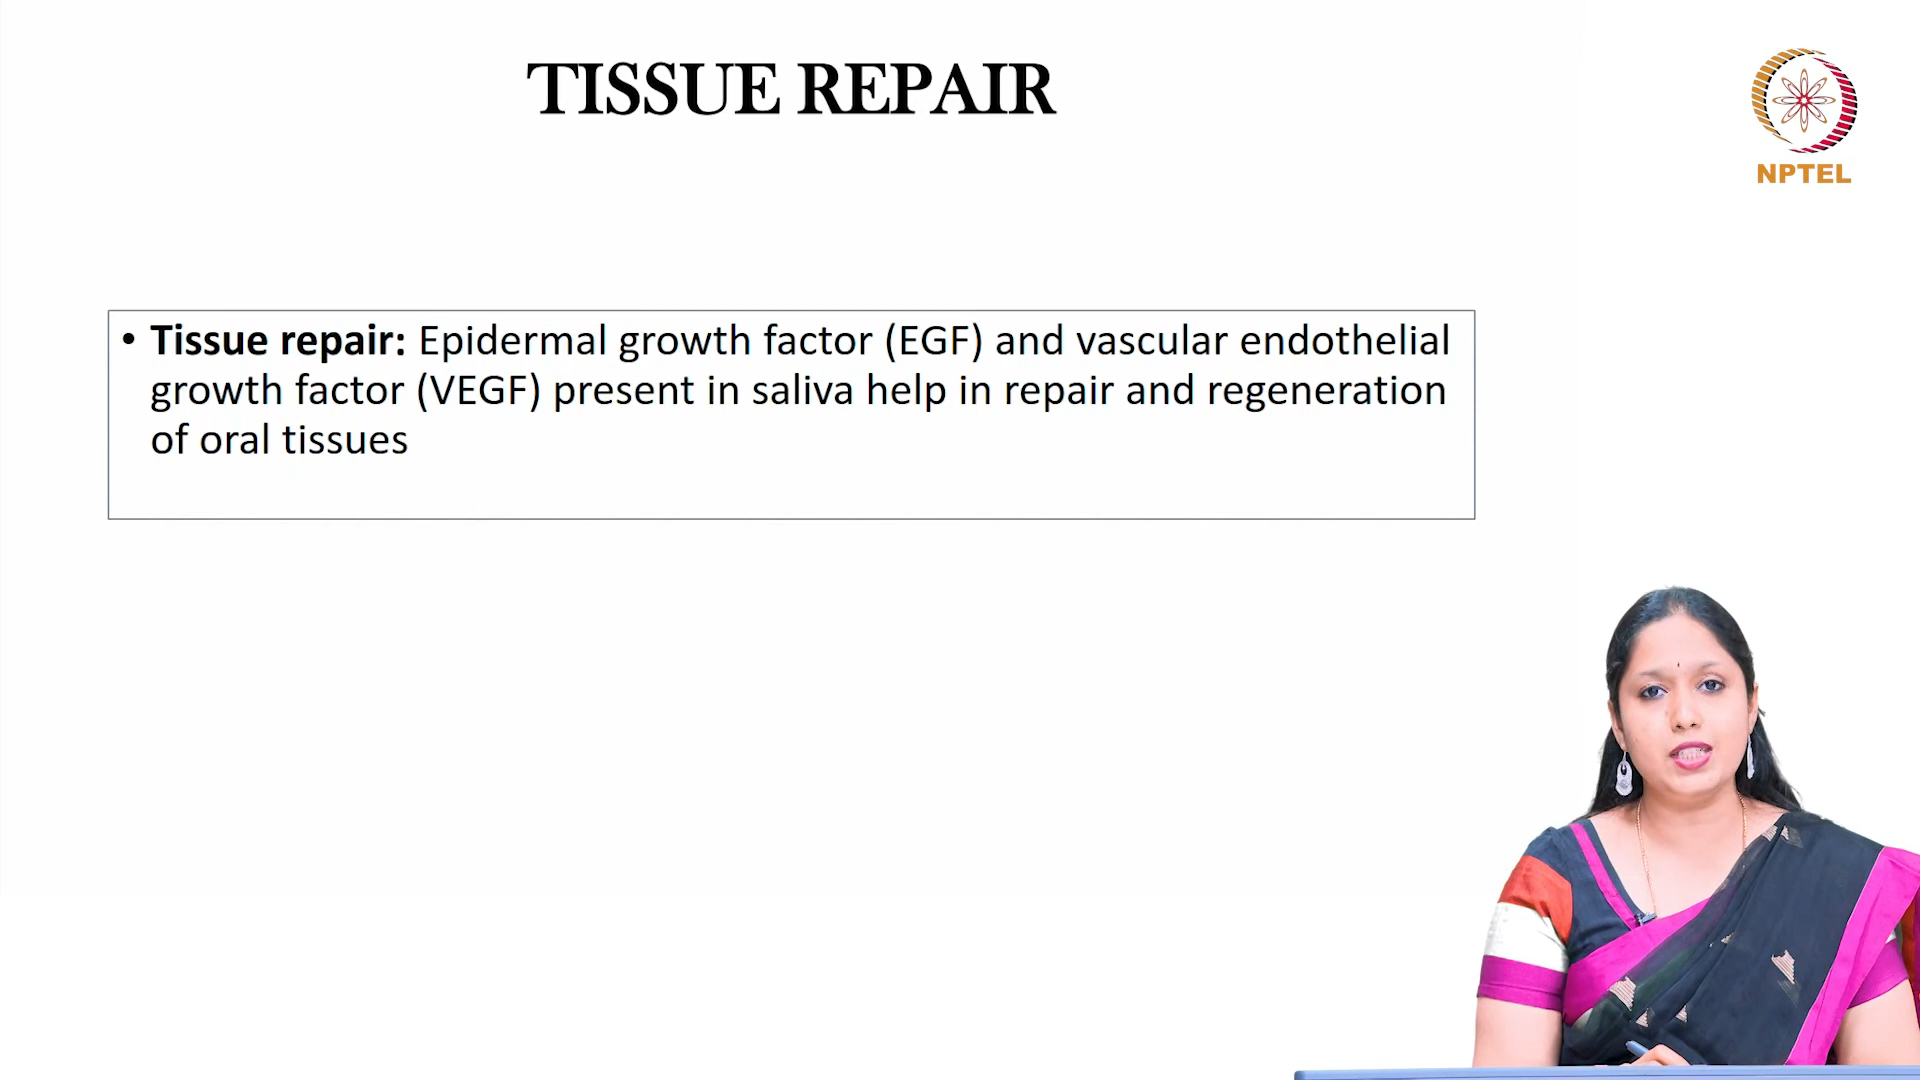 TISSUE REPAIR
NPTEL
• Tissue repair: Epidermal growth factor (EGF) and vascular endothelial
growth factor (VEGF) present in saliva help in repair and regeneration
of oral tissues